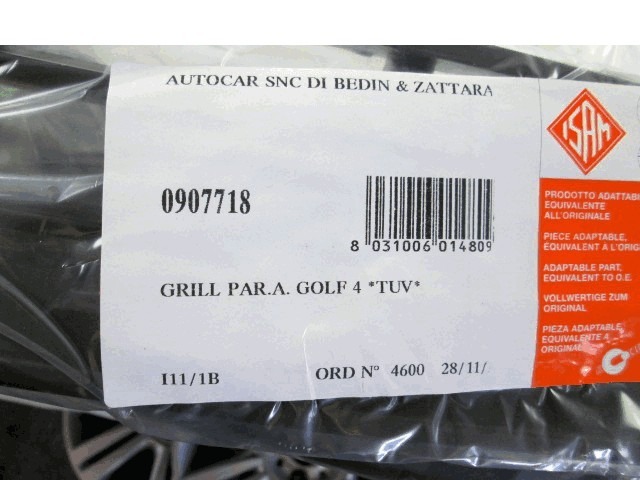 AUTOCAR SNC DI BEDIN & ZATTARA
ISAM
0907718
8 031006 014809
GRILL PAR.A. GOLF 4 *TUV*
I11/1B
ORD N° 4600 28/11/
PRODOTTO ADATTABI
EQUIVALENTE
ALL'ORIGINALE
PIECE ADAPTABLE,
EQUIVALENT A L'ORIG
ADAPTABLE PART,
EQUIVALENT TO O.E.
VOLLWERTIGE ZUM
ORIGINAL
PIEZA ADAPTABLE
EQUIVALENTE A
ORIGINAL